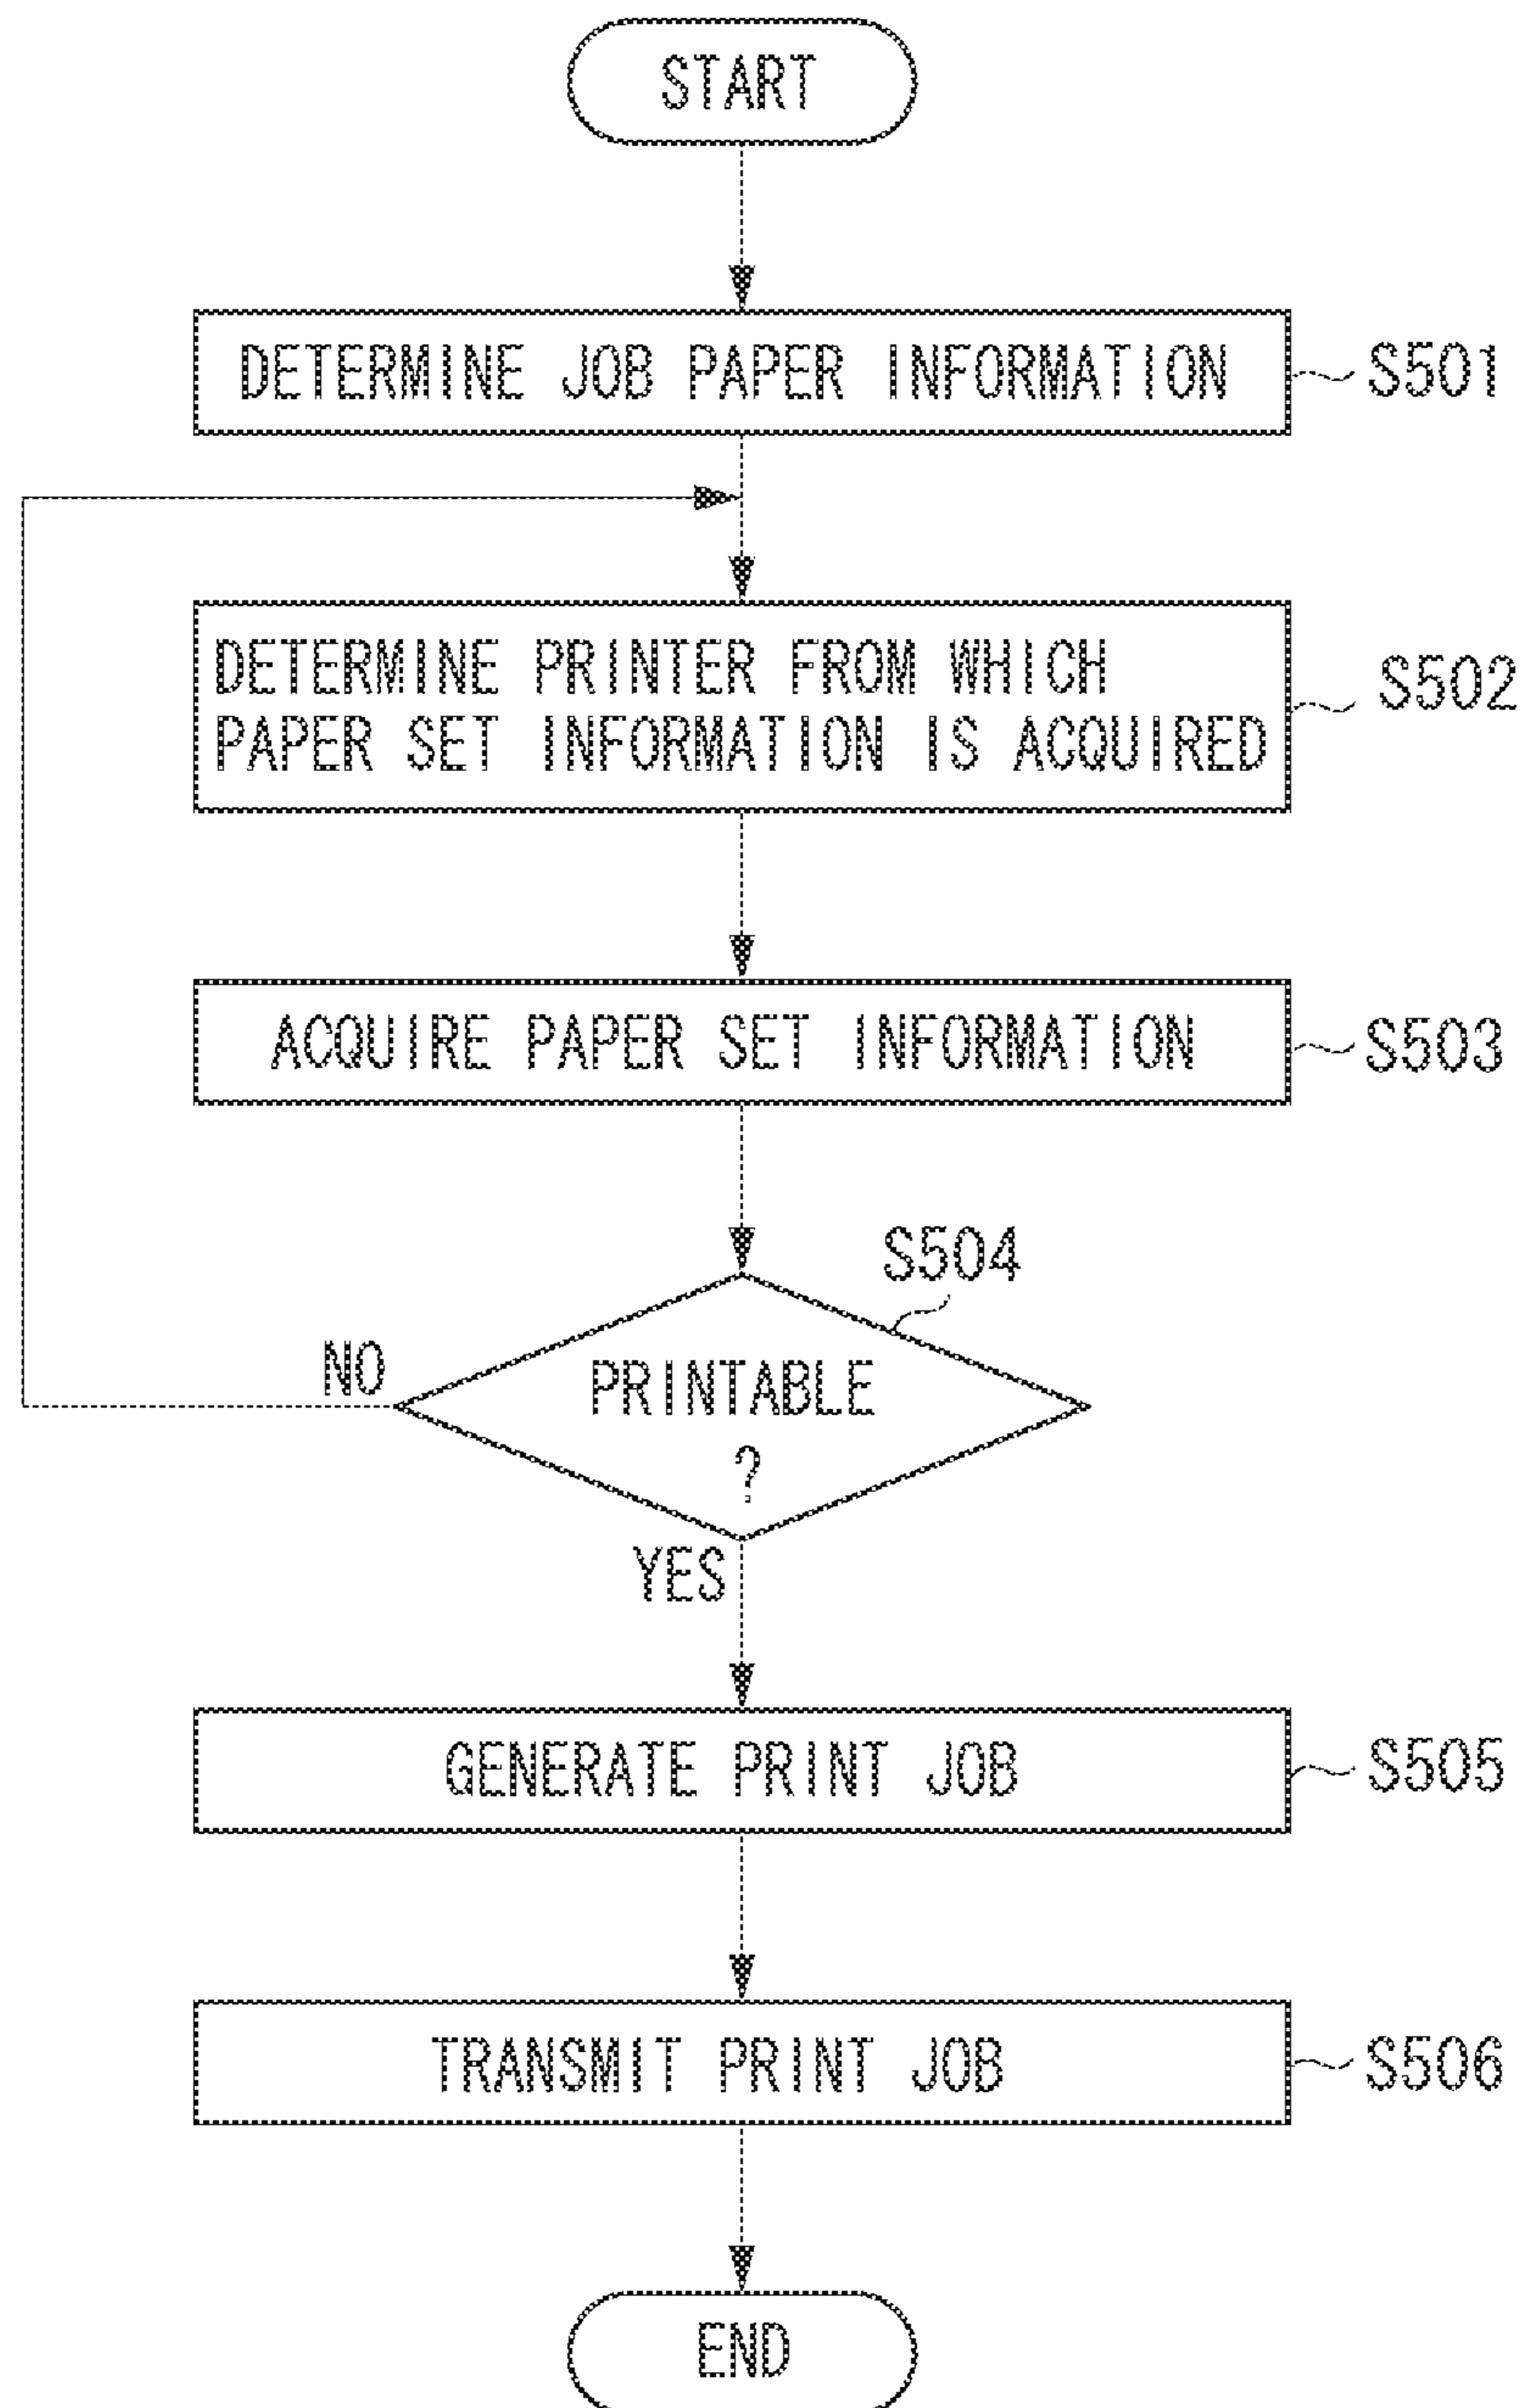 START
DETERMINE JOB PAPER INFORMATION
S501
DETERMINE PRINTER FROM WHICH
PAPER SET INFORMATION IS ACQUIRED
S502
ACQUIRE PAPER SET INFORMATION
S503
S504
PRINTABLE
?
NO
YES
GENERATE PRINT JOB
S505
TRANSMIT PRINT JOB
S506
END